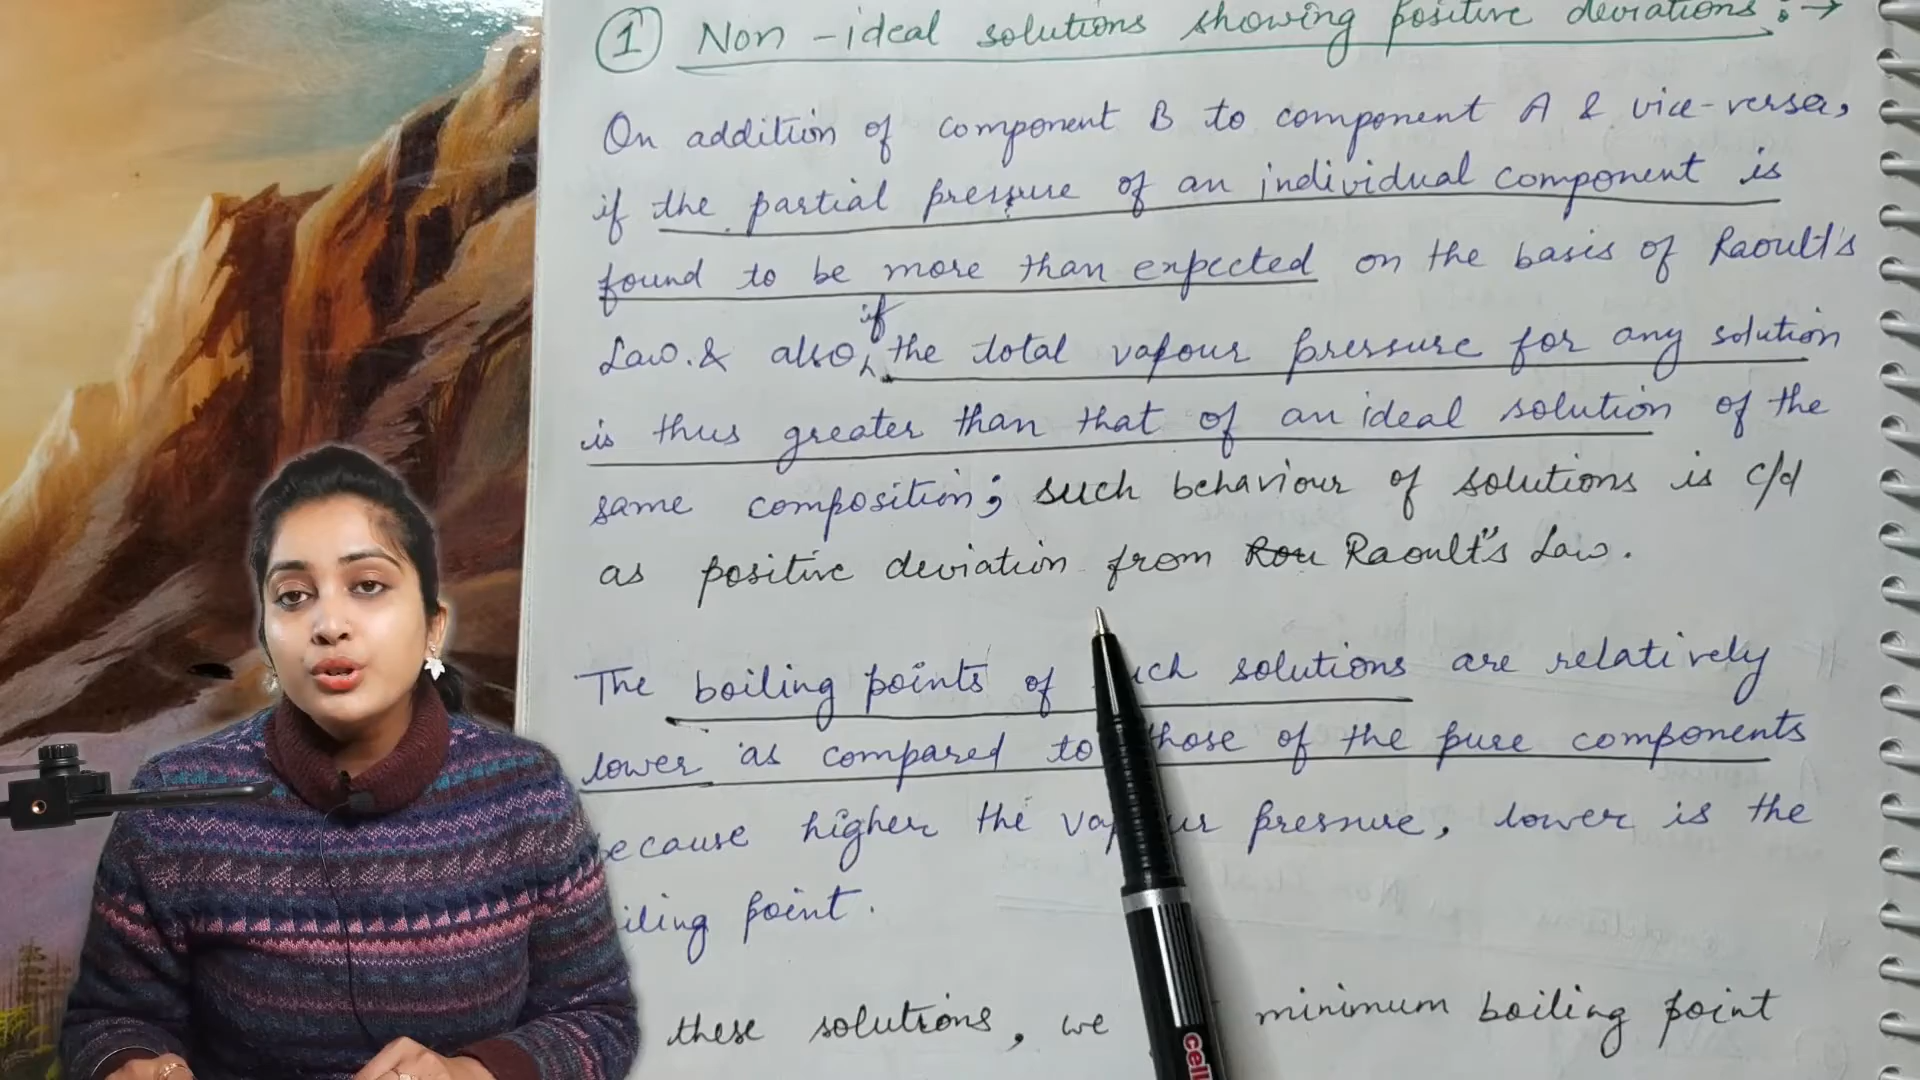 1 Non-ideal solutions showing positive deviations :→
On addition of component B to component A & vice-versa,
if the partial pressure of an individual component is
found to be more than expected on the basis of Raoult's
if
Law. & also, the total vapour pressure for any solution
is thus greater than that of an ideal solution of the
same composition; such behaviour of solutions is c/d
as positive deviation from Rou Raoult"s Law.
The boiling points of uch solutions are relatively
lower as compared to those of the pure components
ecause higher the vapour pressure, lower is the
iling point.
these solutions, we minimum boiling point
cell